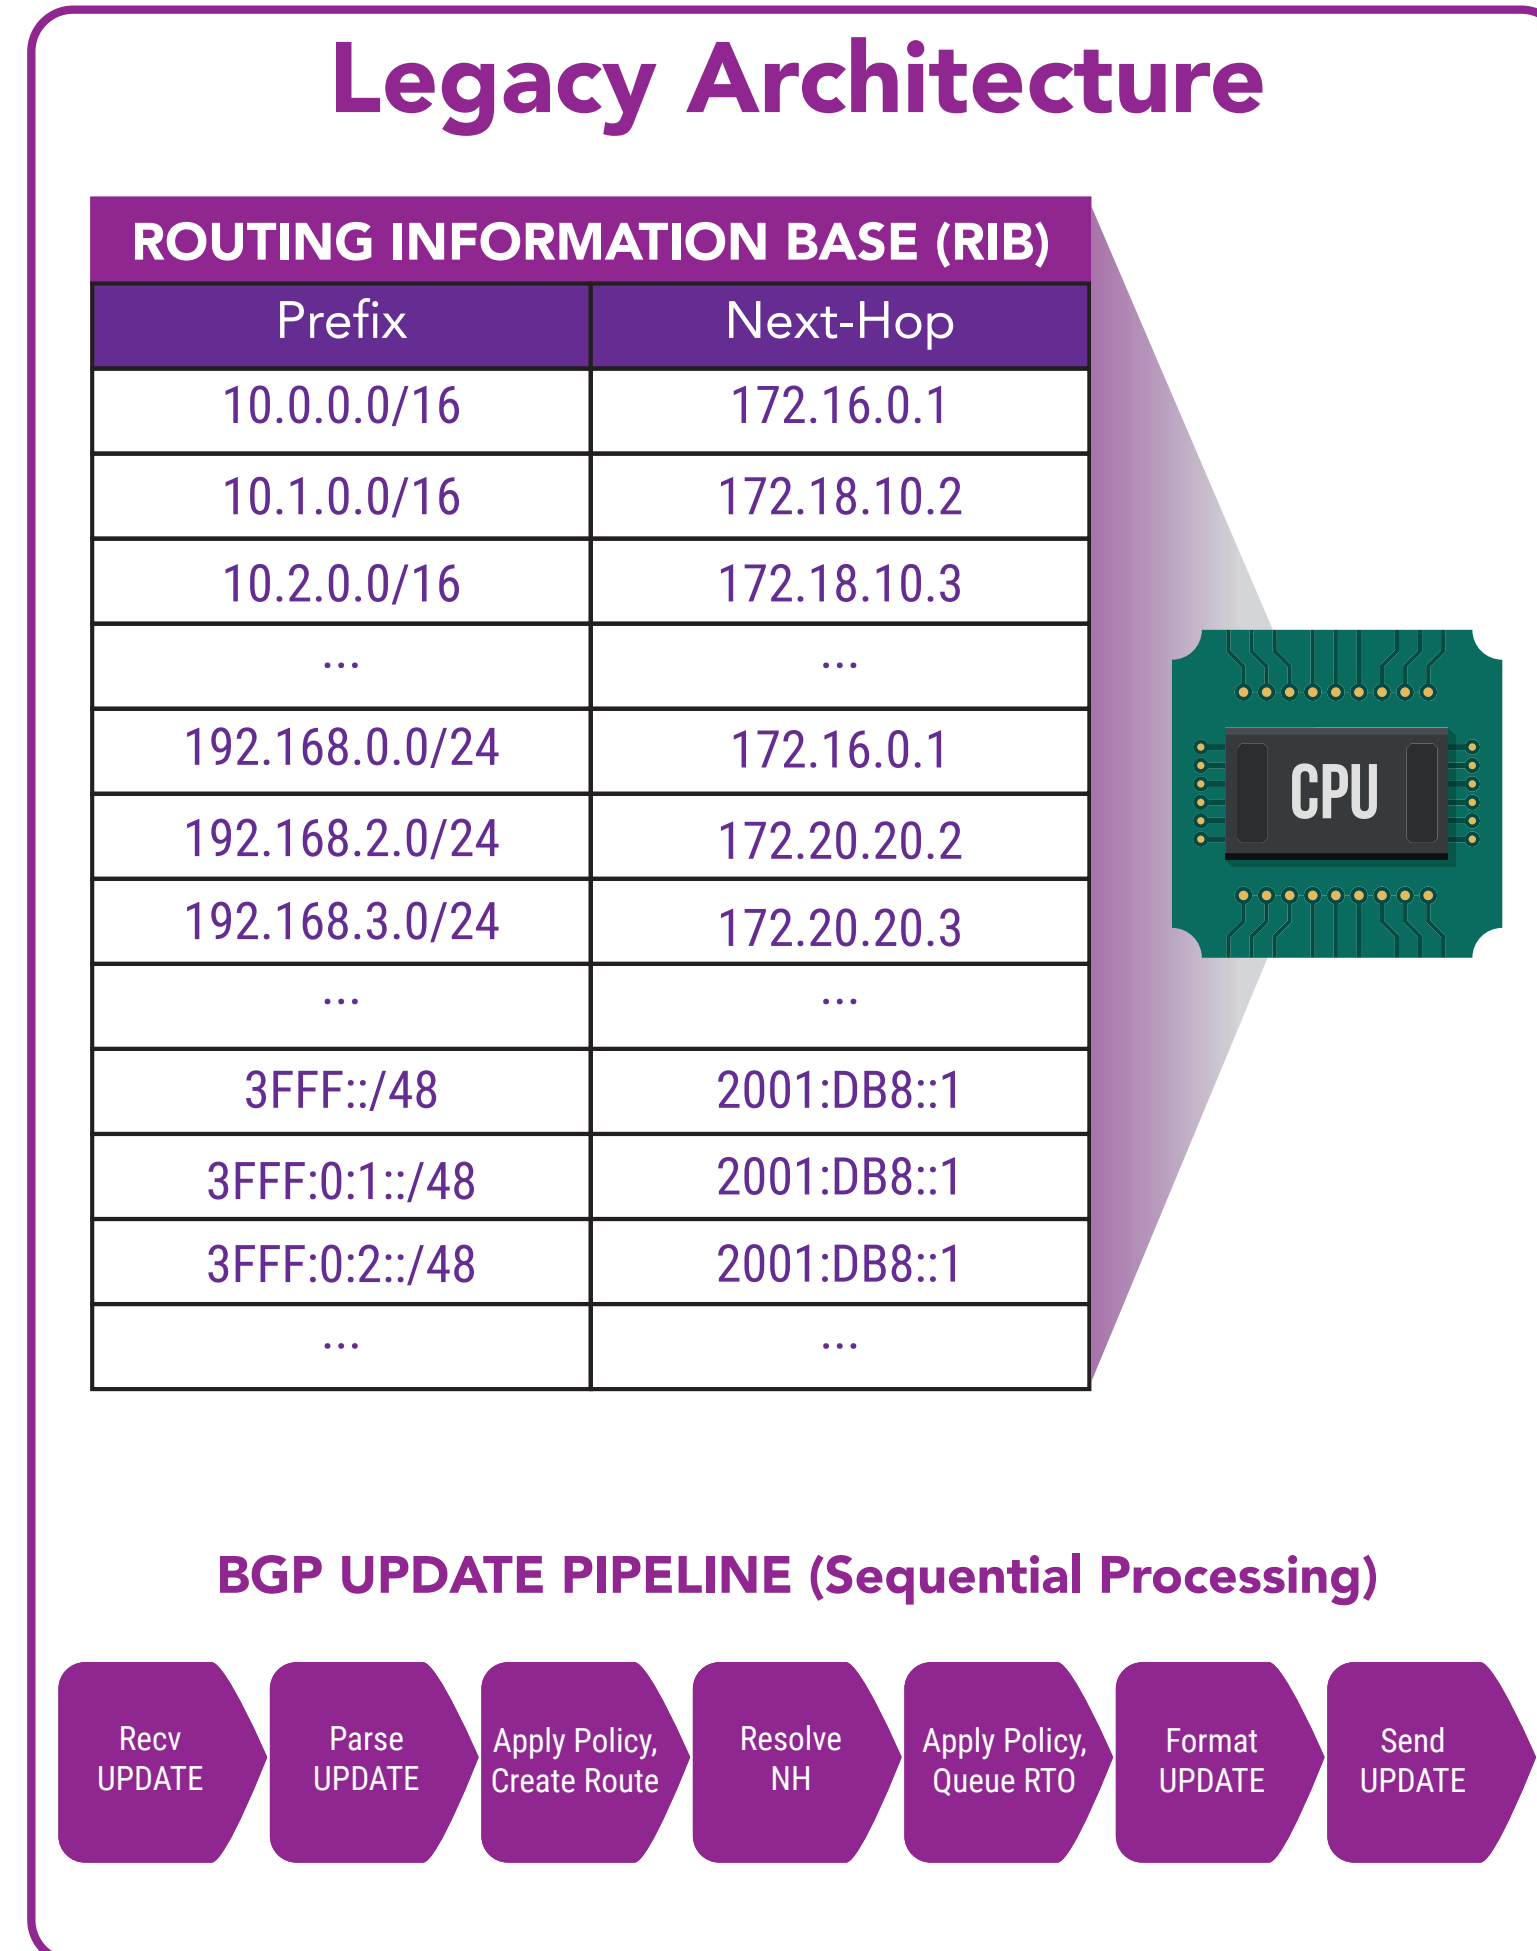 Legacy Architecture
ROUTING INFORMATION BASE (RIB)
Prefix Next-Hop
10.0.0.0/16 172.16.0.1
10.1.0.0/16 172.18.10.2
10.2.0.0/16 172.18.10.3
... ...
192.168.0.0/24 172.16.0.1
192.168.2.0/24 172.20.20.2
192.168.3.0/24 172.20.20.3
... ...
3FFF::/48 2001:DB8::1
3FFF:0:1::/48 2001:DB8::1
3FFF:0:2::/48 2001:DB8::1
... ...
CPU
BGP UPDATE PIPELINE (Sequential Processing)
Recv
UPDATE
Parse
UPDATE
Apply Policy,
Create Route
Resolve
NH
Apply Policy,
Queue RTO
Format
UPDATE
Send
UPDATE